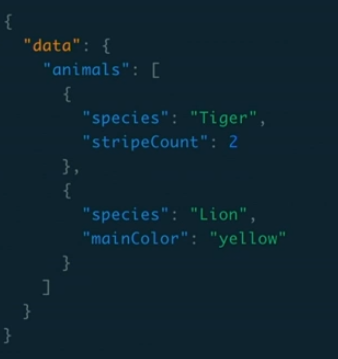 {
  "data": {
    "animals": [
      {
        "species": "Tiger",
        "stripeCount": 2
      },
      {
        "species": "Lion",
        "mainColor": "yellow"
      }
    ]
  }
}